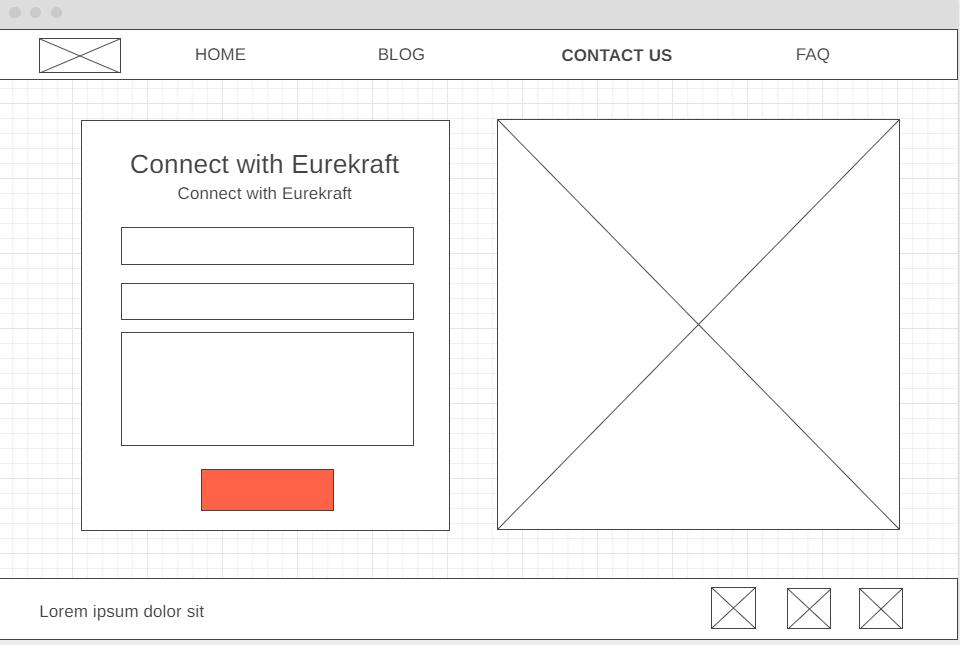 HOME BLOG CONTACT US FAQ
Connect with Eurekraft
Connect with Eurekraft
Lorem ipsum dolor sit